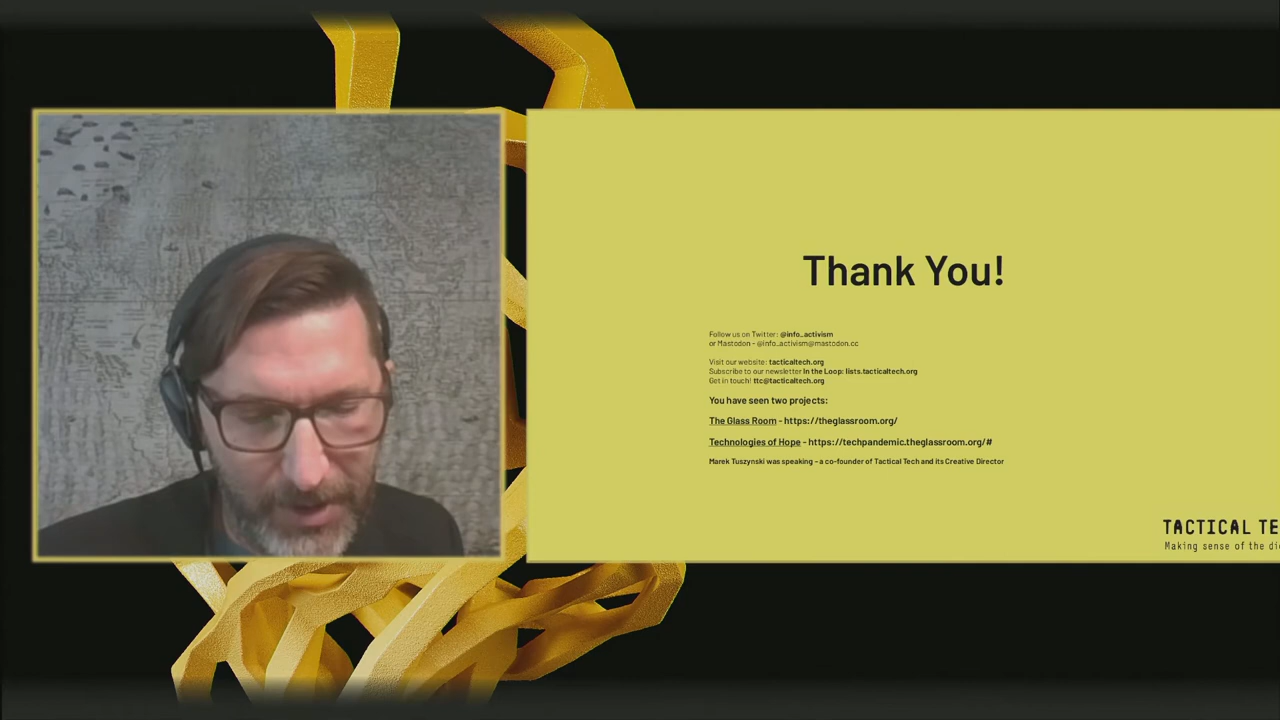 Thank You!
Follow us on Twitter: @info_activism
or Mastodon - @info_activism@mastodon.cc
Visit our website: tacticaltech.org
Subscribe to our newsletter In the Loop: lists.tacticaltech.org
Get in touch! ttc@tacticaltech.org
You have seen two projects:
The Glass Room - https://theglassroom.org/
Technologies of Hope - https://techpandemic.theglassroom.org/#
Marek Tuszynski was speaking – a co-founder of Tactical Tech and its Creative Director
TACTICAL TE
Making sense of the di